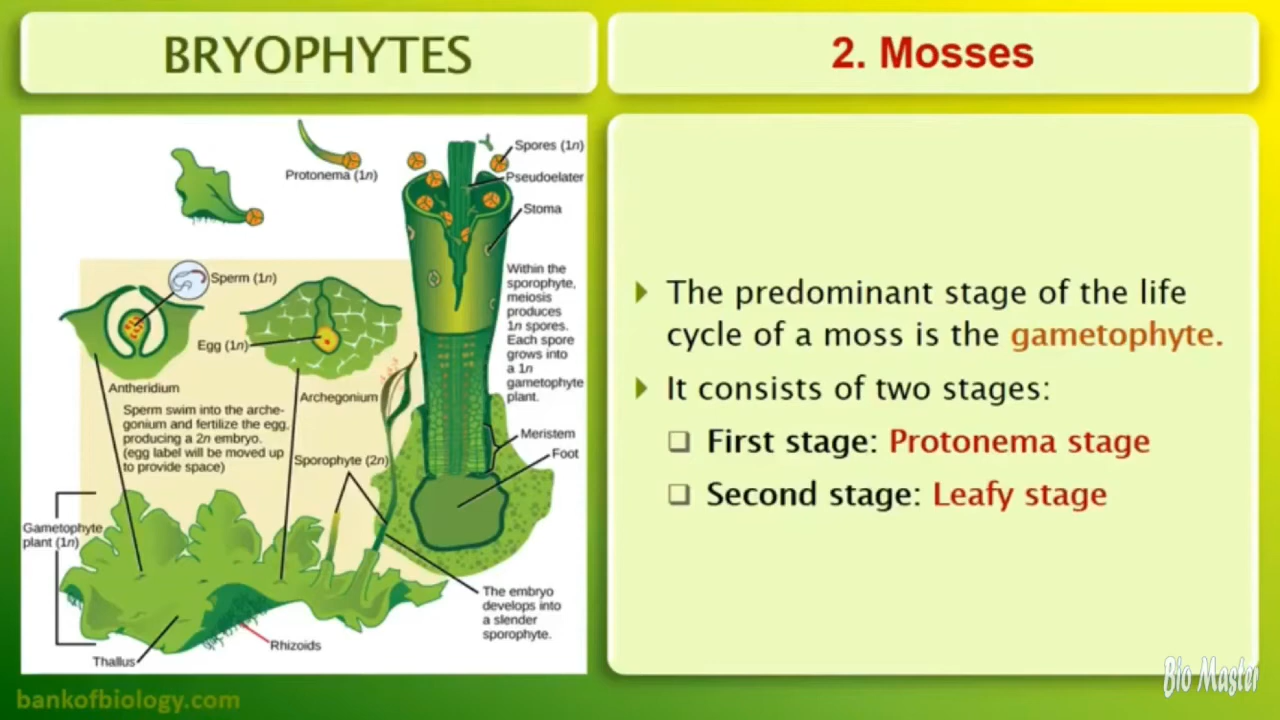 BRYOPHYTES
2. Mosses
Protonema (1n)
Spores (1n)
Pseudoelater
Stoma
Sperm (1n)
Egg (1n)
Within the
sporophyte,
meiosis
produces
1n spores.
Each spore
grows into
a 1n
gametophyte
plant.
Antheridium
Archegonium
Sperm swim into the arche-
gonium and fertilize the egg,
producing a 2n embryo.
(egg label will be moved up
to provide space)
Sporophyte (2n)
Meristem
Foot
Gametophyte
plant (1n)
The embryo
develops into
a slender
sporophyte.
Rhizoids
Thallus
The predominant stage of the life
cycle of a moss is the gametophyte.
It consists of two stages:
First stage: Protonema stage
Second stage: Leafy stage
bankofbiology.com
Bio Master